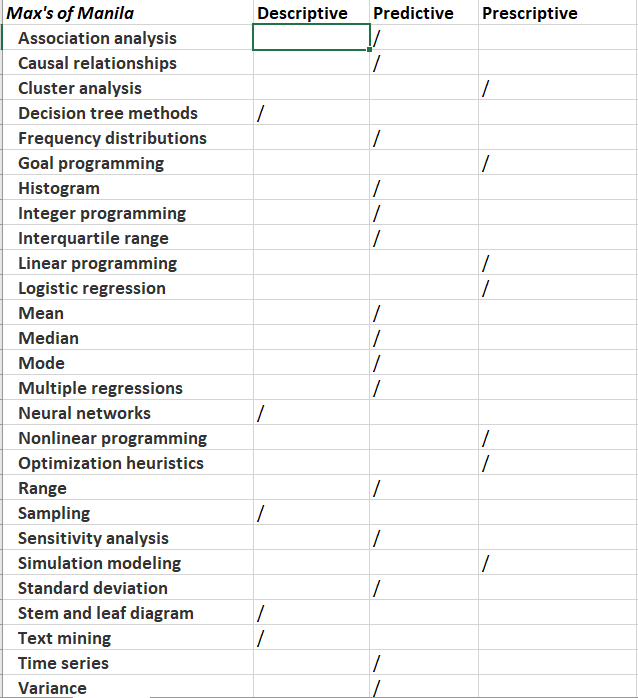 Max's of Manila Descriptive Predictive Prescriptive
Association analysis /
Causal relationships /
Cluster analysis /
Decision tree methods /
Frequency distributions /
Goal programming /
Histogram /
Integer programming /
Interquartile range /
Linear programming /
Logistic regression /
Mean /
Median /
Mode /
Multiple regressions /
Neural networks /
Nonlinear programming /
Optimization heuristics /
Range /
Sampling /
Sensitivity analysis /
Simulation modeling /
Standard deviation /
Stem and leaf diagram /
Text mining /
Time series /
Variance /